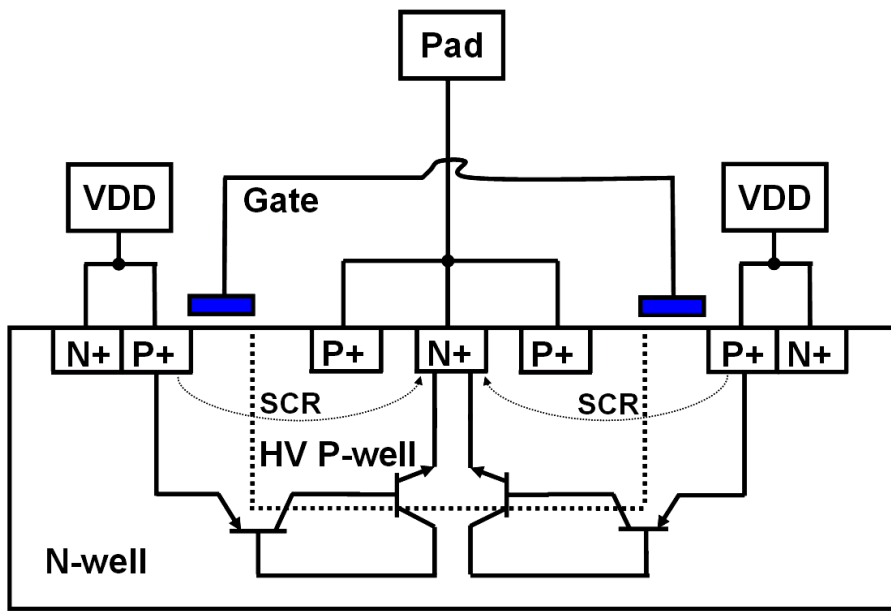 Pad
VDD
VDD
Gate
N+ P+ P+ N+ P+ P+ N+
SCR SCR
HV P-well
N-well